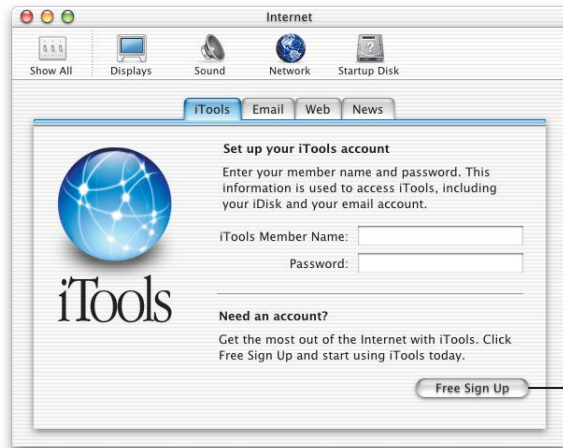 Internet
Show All Displays Sound Network Startup Disk
iTools Email Web News
Set up your iTools account
Enter your member name and password. This
information is used to access iTools, including
your iDisk and your email account.
iTools Member Name:
Password:
iTools
Need an account?
Get the most out of the Internet with iTools. Click
Free Sign Up and start using iTools today.
Free Sign Up